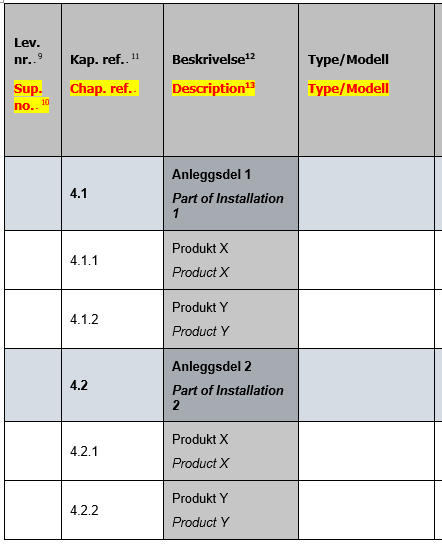 Lev.
nr.. 9
Sup.
no.. 10
Kap. ref.. 11
Chap. ref..
Beskrivelse12
Description13
Type/Modell
Type/Modell
4.1
Anleggsdel 1
Part of Installation
1
4.1.1
Produkt X
Product X
4.1.2
Produkt Y
Product Y
4.2
Anleggsdel 2
Part of Installation
2
4.2.1
Produkt X
Product X
4.2.2
Produkt Y
Product Y